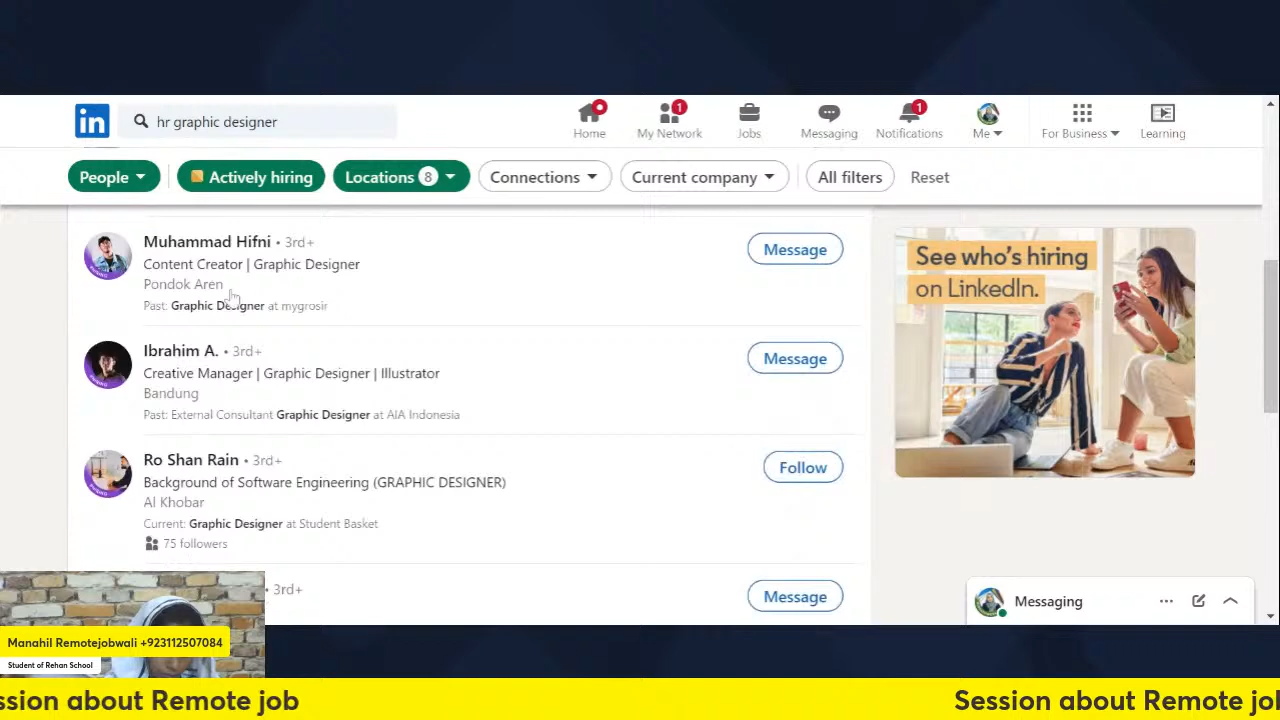 in
hr graphic designer
Home
My Network
1
Jobs
Messaging
Notifications
1
Me
For Business
Learning
People
Actively hiring
Locations 8
Connections
Current company
All filters
Reset
Muhammad Hifni • 3rd+
Content Creator | Graphic Designer
Pondok Aren
Past: Graphic Designer at mygrosir
Message
Ibrahim A. • 3rd+
Creative Manager | Graphic Designer | Illustrator
Bandung
Past: External Consultant Graphic Designer at AIA Indonesia
Message
Ro Shan Rain • 3rd+
Background of Software Engineering (GRAPHIC DESIGNER)
Al Khobar
Current: Graphic Designer at Student Basket
75 followers
Follow
• 3rd+
Message
See who's hiring
on LinkedIn.
Messaging
Manahil Remotejobwali +923112507084
Student of Rehan School
ssion about Remote job
Session about Remote jo